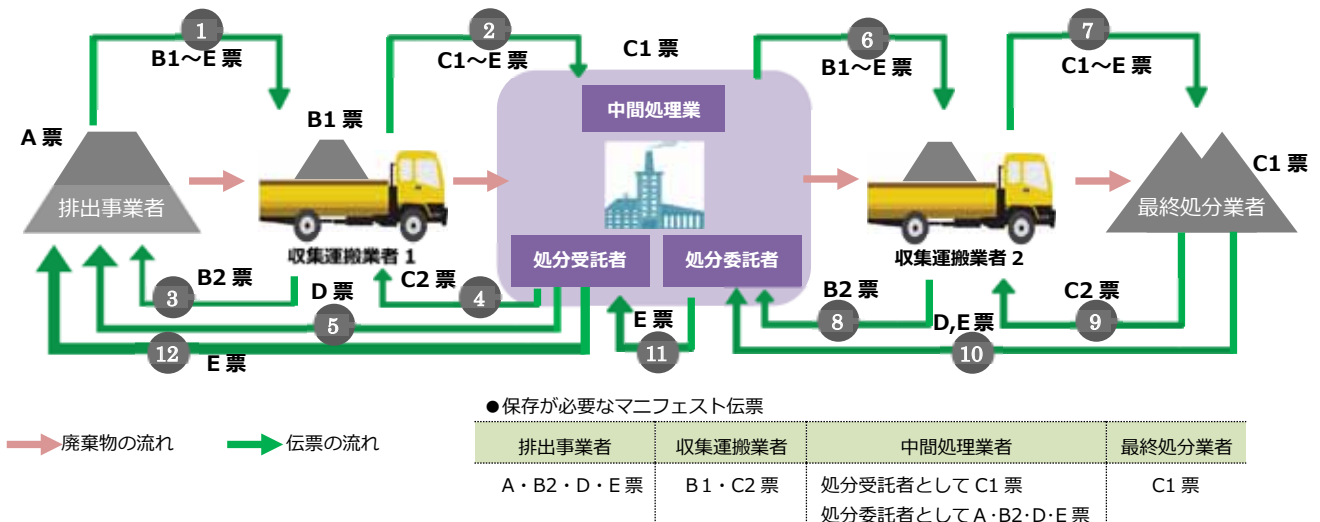 1
B1～E 票
2
C1～E 票
C1 票
6
B1～E 票
7
C1～E 票
A 票
B1 票
中間処理業
C1 票
排出事業者
最終処分業者
収集運搬業者 1
処分受託者
処分委託者
収集運搬業者 2
3
B2 票
D 票
C2 票
4
5
E 票
11
B2 票
8
D,E 票
C2 票
9
10
12
E 票
●保存が必要なマニフェスト伝票
廃棄物の流れ
伝票の流れ
排出事業者 収集運搬業者 中間処理業者 最終処分業者
A・B2・D・E 票 B1・C2 票 処分受託者として C1 票 C1 票
処分委託者として A・B2・D・E 票